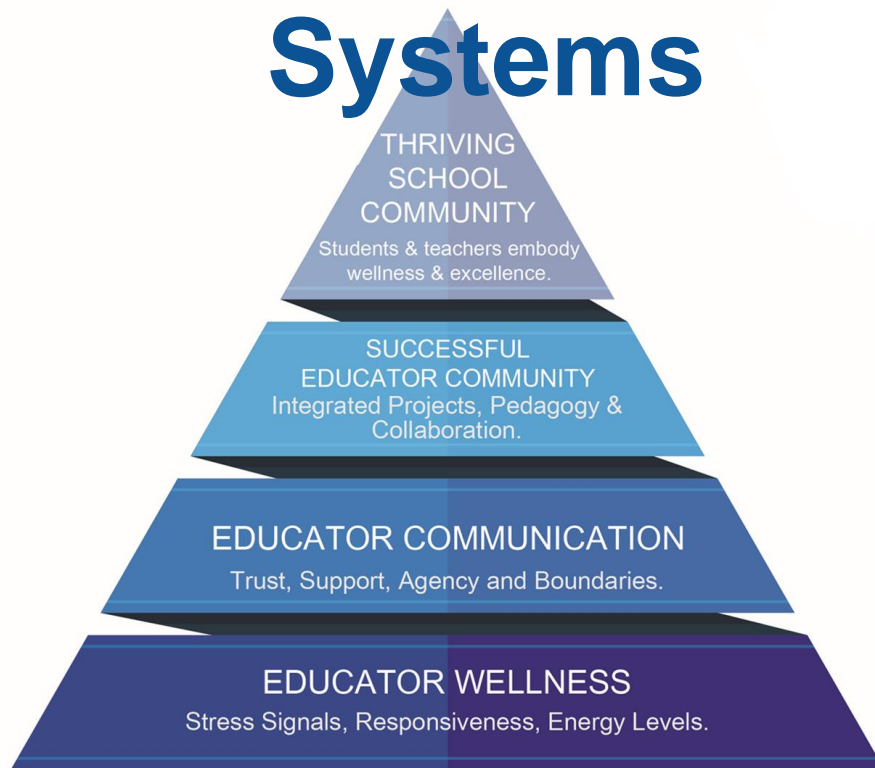 Systems
THRIVING
SCHOOL
COMMUNITY
Students & teachers embody
wellness & excellence.
SUCCESSFUL
EDUCATOR COMMUNITY
Integrated Projects, Pedagogy &
Collaboration.
EDUCATOR COMMUNICATION
Trust, Support, Agency and Boundaries.
EDUCATOR WELLNESS
Stress Signals, Responsiveness, Energy Levels.